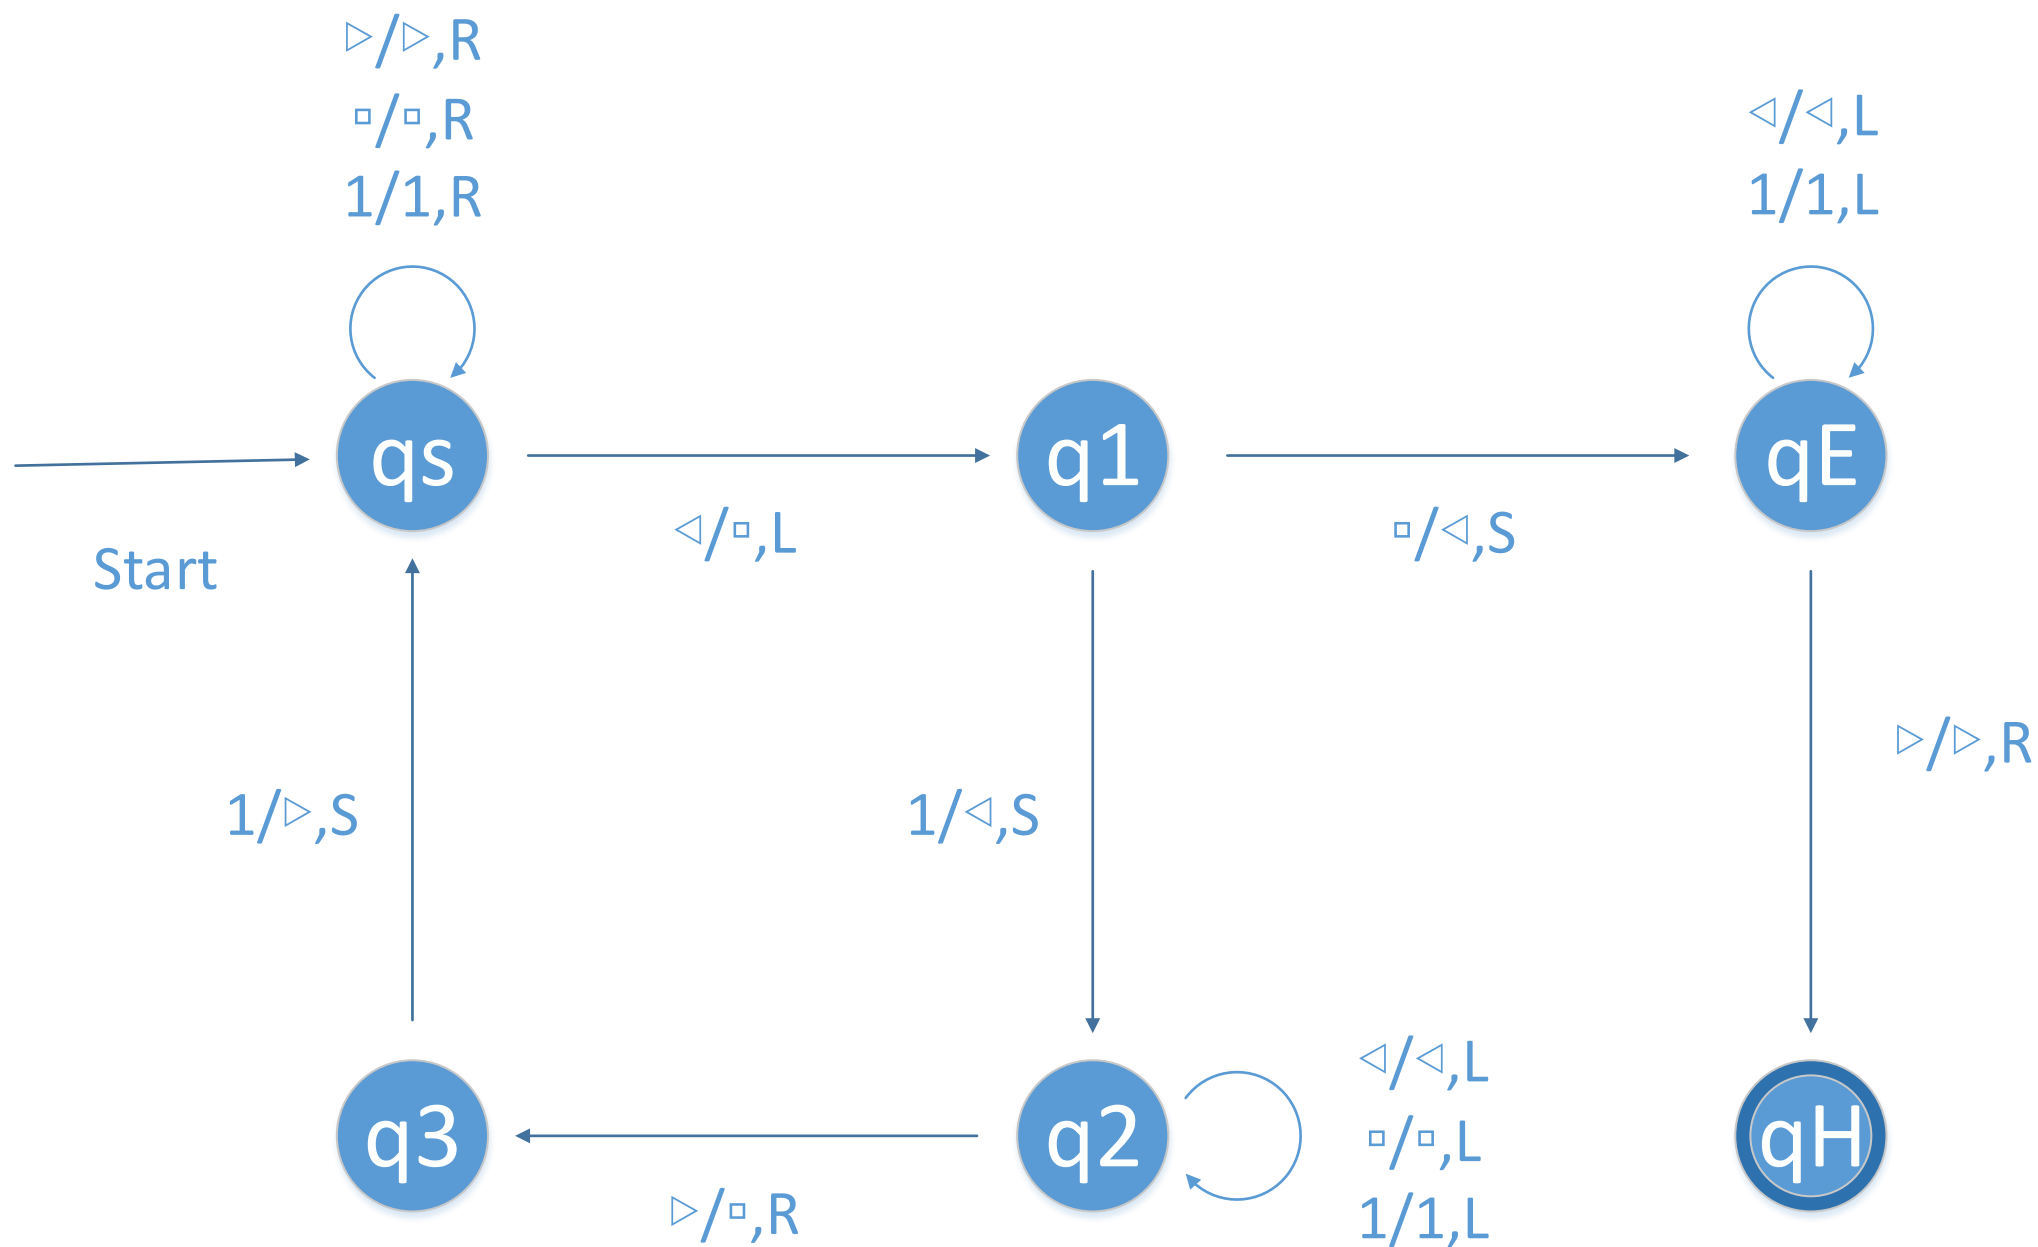 ▷/▷,R
▫/▫,R
1/1,R
◁/◁,L
1/1,L
qs
q1
qE
Start
◁/▫,L
▫/◁,S
▷/▷,R
1/▷,S
1/◁,S
q3
q2
qH
◁/◁,L
▫/▫,L
1/1,L
▷/▫,R